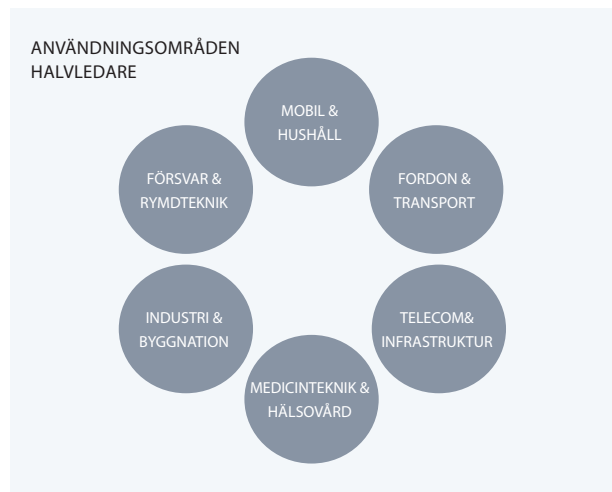 ANVÄNDNINGSOMRÅDEN
HALVLEDARE
MOBIL &
HUSHÅLL
FORDON &
TRANSPORT
TELECOM&
INFRASTRUKTUR
MEDICINTEKNIK &
HÄLSOVÅRD
INDUSTRI &
BYGGNATION
FÖRSVAR &
RYMDTEKNIK